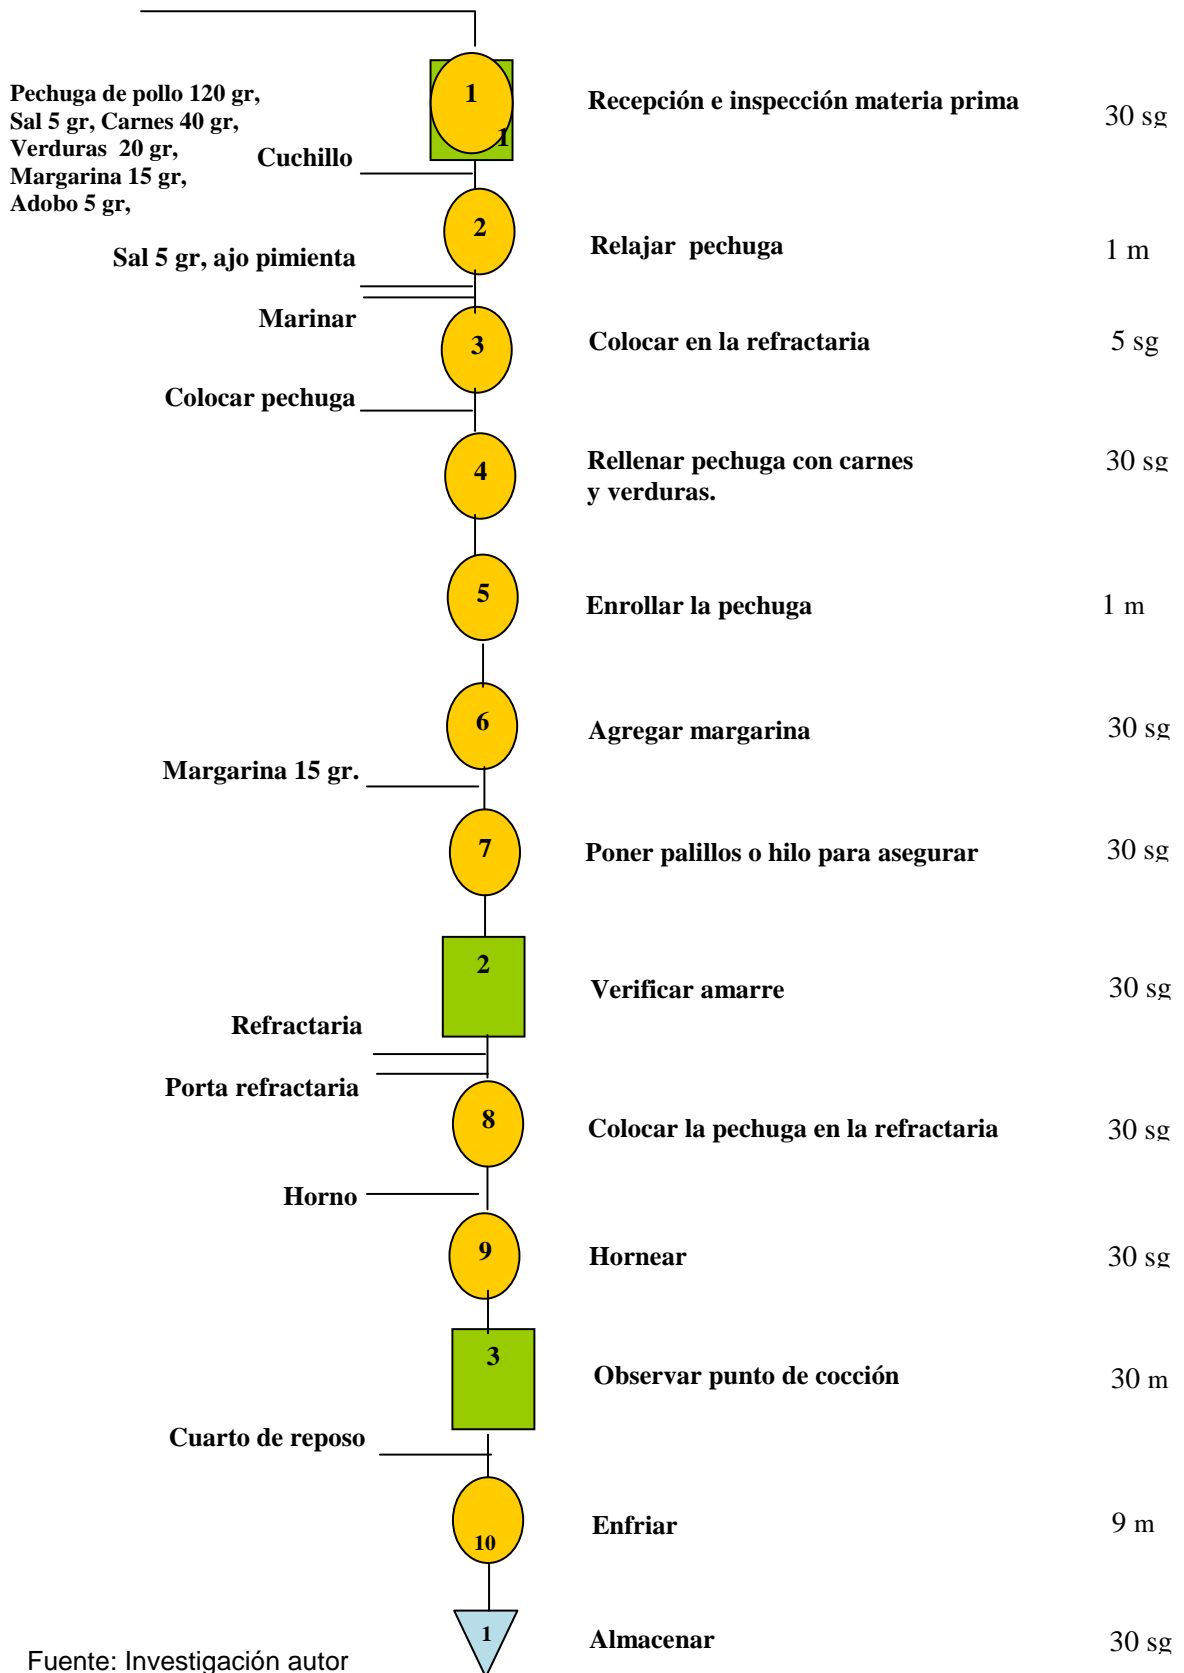 Pechuga de pollo 120 gr,
Sal 5 gr, Carnes 40 gr,
Verduras 20 gr,
Margarina 15 gr,
Adobo 5 gr,
1
1
Recepción e inspección materia prima
30 sg
Cuchillo
2
Relajar pechuga
1 m
Sal 5 gr, ajo pimienta
Marinar
3
Colocar en la refractaria
5 sg
Colocar pechuga
4
Rellenar pechuga con carnes
y verduras.
30 sg
5
Enrollar la pechuga
1 m
6
Agregar margarina
30 sg
Margarina 15 gr.
7
Poner palillos o hilo para asegurar
30 sg
2
Verificar amarre
30 sg
Refractaria
Porta refractaria
8
Colocar la pechuga en la refractaria
30 sg
Horno
9
Hornear
30 sg
3
Observar punto de cocción
30 m
Cuarto de reposo
10
Enfriar
9 m
1
Almacenar
30 sg
Fuente: Investigación autor